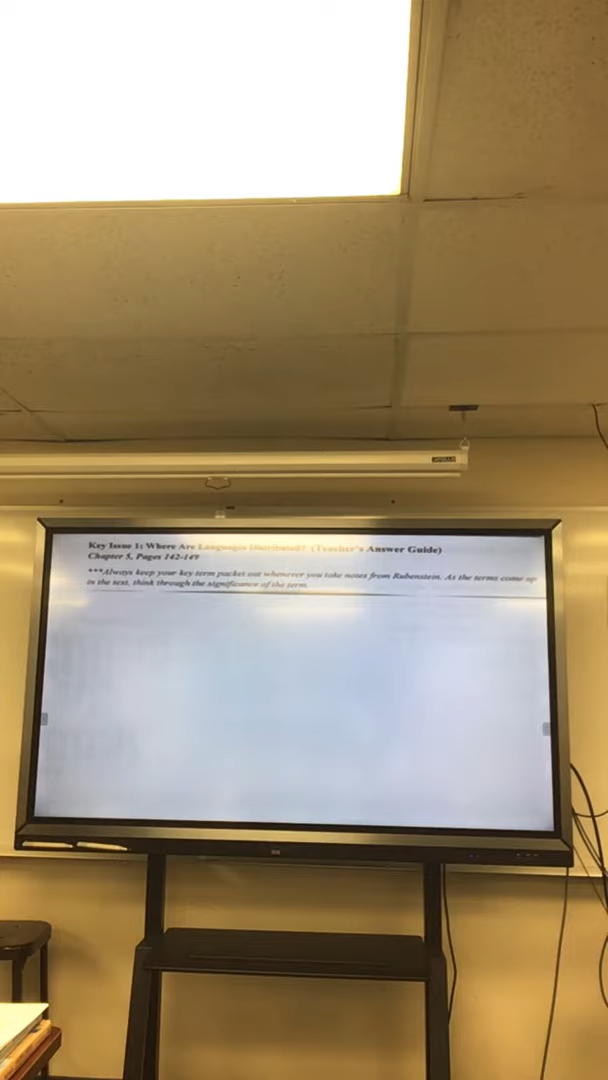 Key Issue 1: Where Are Languages Distributed? (Teacher's Answer Guide)
Chapter 5, Pages 142-149
***Always keep your key term packet out whenever you take notes from Rubenstein. As the terms come up
in the text, think through the significance of the term.